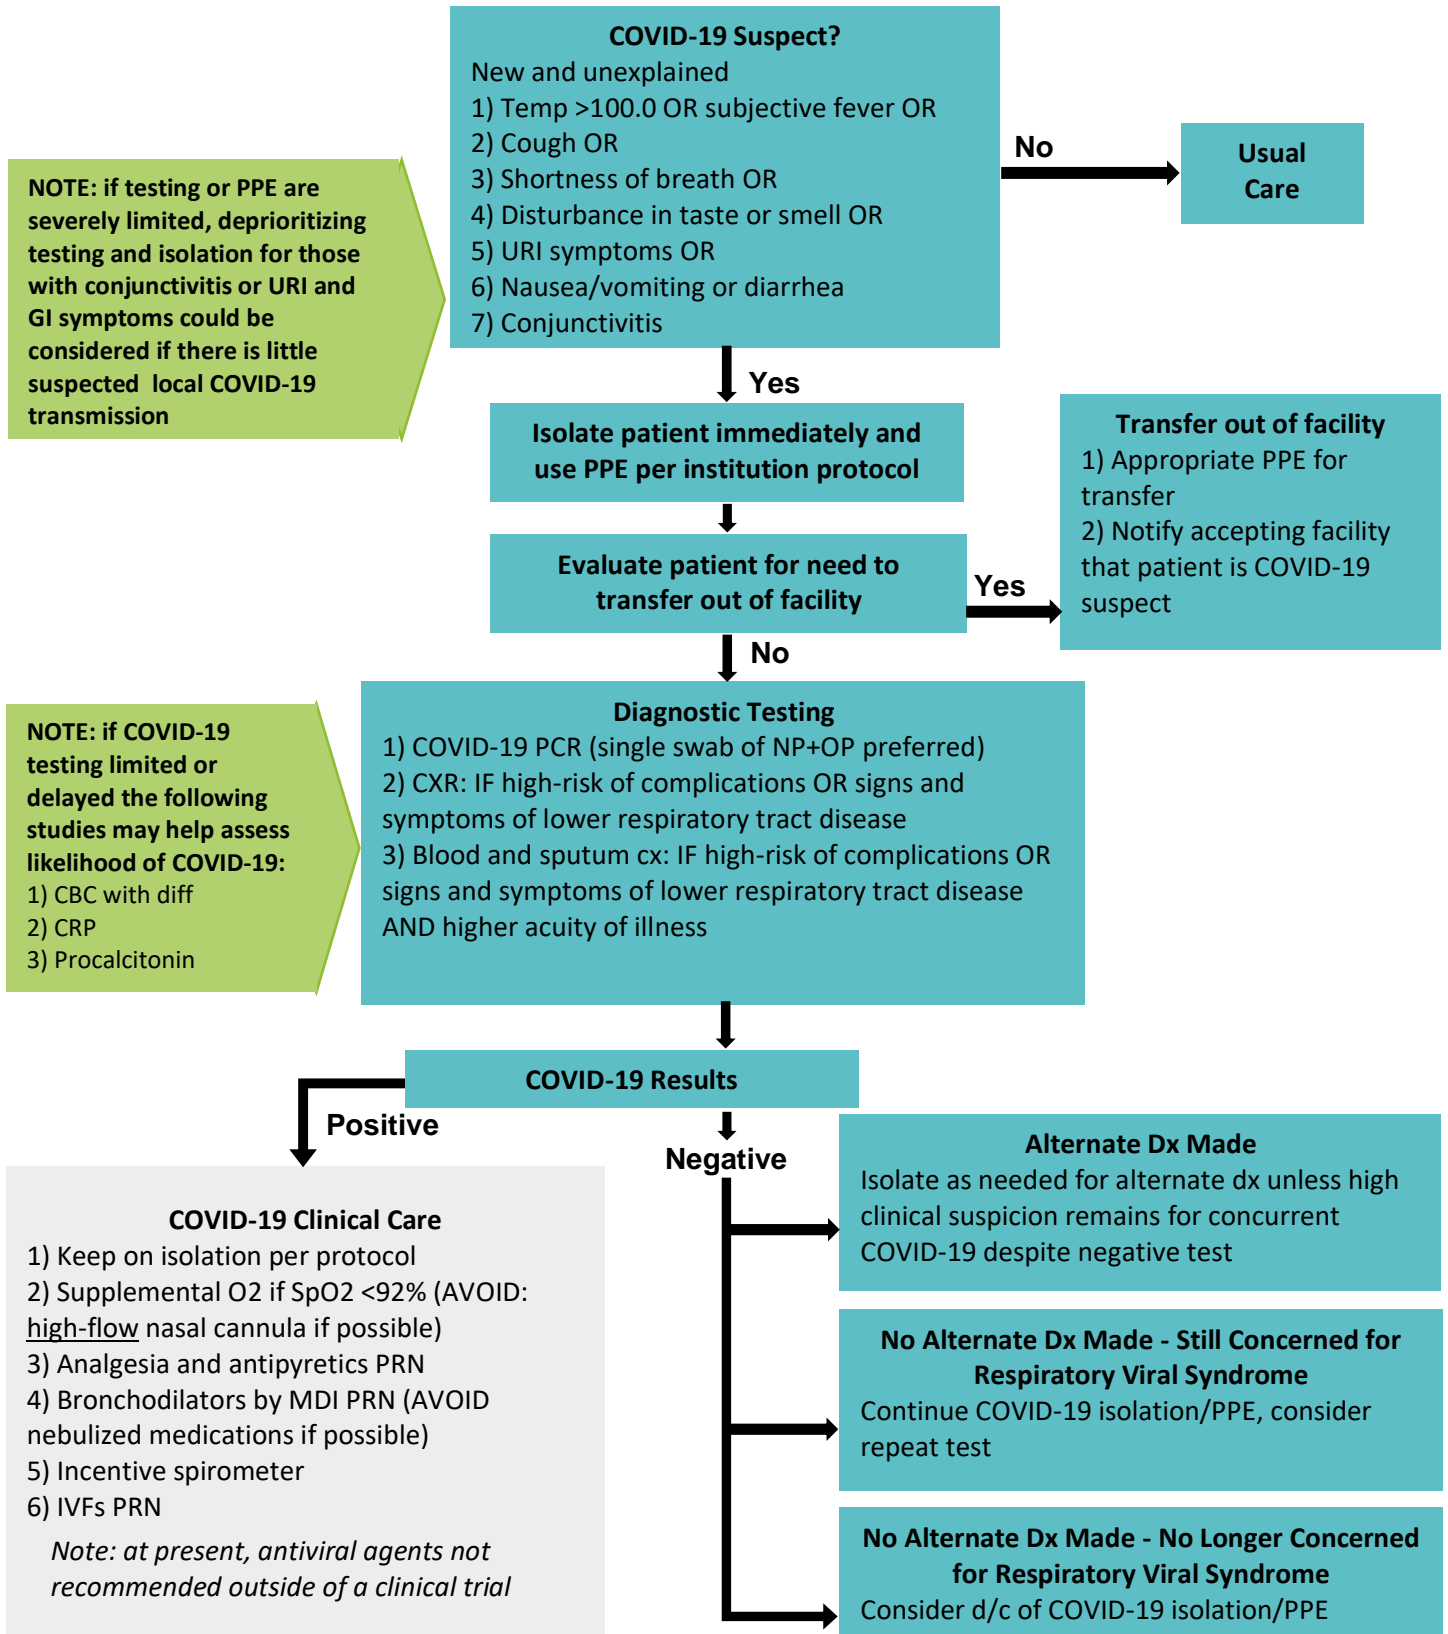 COVID-19 Suspect?
New and unexplained
1) Temp >100.0 OR subjective fever OR
2) Cough OR
3) Shortness of breath OR
4) Disturbance in taste or smell OR
5) URI symptoms OR
6) Nausea/vomiting or diarrhea
7) Conjunctivitis
No
Usual
Care
NOTE: if testing or PPE are
severely limited, deprioritizing
testing and isolation for those
with conjunctivitis or URI and
GI symptoms could be
considered if there is little
suspected local COVID-19
transmission
Yes
Isolate patient immediately and
use PPE per institution protocol
Evaluate patient for need to
transfer out of facility
Yes
Transfer out of facility
1) Appropriate PPE for
transfer
2) Notify accepting facility
that patient is COVID-19
suspect
No
NOTE: if COVID-19
testing limited or
delayed the following
studies may help assess
likelihood of COVID-19:
1) CBC with diff
2) CRP
3) Procalcitonin
Diagnostic Testing
1) COVID-19 PCR (single swab of NP+OP preferred)
2) CXR: IF high-risk of complications OR signs and
symptoms of lower respiratory tract disease
3) Blood and sputum cx: IF high-risk of complications OR
signs and symptoms of lower respiratory tract disease
AND higher acuity of illness
COVID-19 Results
Positive
Negative
COVID-19 Clinical Care
1) Keep on isolation per protocol
2) Supplemental O2 if SpO2 <92% (AVOID:
high-flow nasal cannula if possible)
3) Analgesia and antipyretics PRN
4) Bronchodilators by MDI PRN (AVOID
nebulized medications if possible)
5) Incentive spirometer
6) IVFs PRN
Note: at present, antiviral agents not
recommended outside of a clinical trial
Alternate Dx Made
Isolate as needed for alternate dx unless high
clinical suspicion remains for concurrent
COVID-19 despite negative test
No Alternate Dx Made - Still Concerned for
Respiratory Viral Syndrome
Continue COVID-19 isolation/PPE, consider
repeat test
No Alternate Dx Made - No Longer Concerned
for Respiratory Viral Syndrome
Consider d/c of COVID-19 isolation/PPE